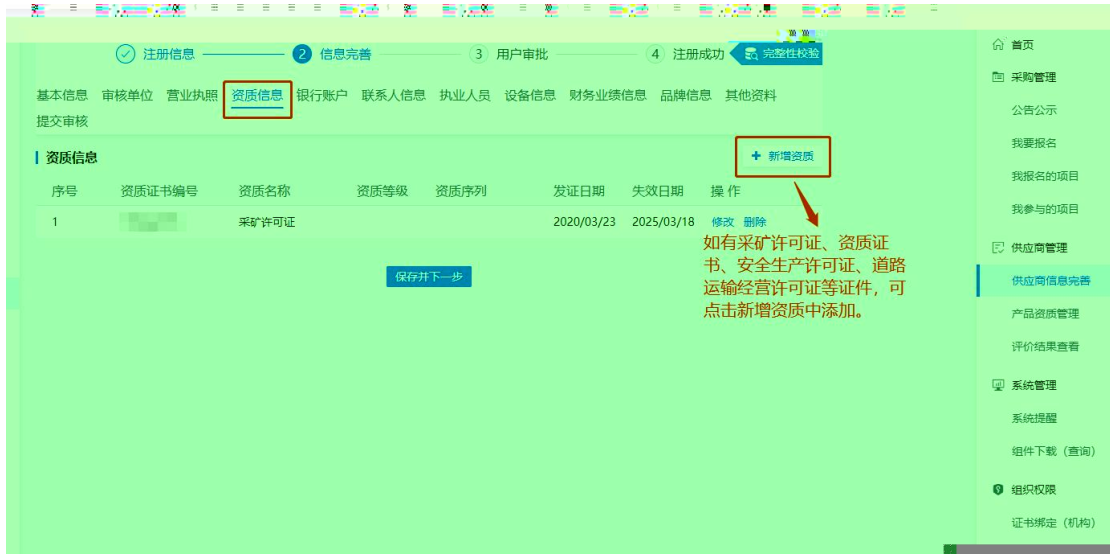 注册信息
2 信息完善
3 用户审批
4 注册成功
完整性校验
基本信息 审核单位 营业执照 资质信息 银行账户 联系人信息 执业人员 设备信息 财务业绩信息 品牌信息 其他资料
提交审核
资质信息
+ 新增资质
序号 资质证书编号 资质名称 资质等级 资质序列 发证日期 失效日期 操作
1 采矿许可证 2020/03/23 2025/03/18 修改 删除
如有采矿许可证、资质证
书、安全生产许可证、道路
运输经营许可证等证件，可
点击新增资质中添加。
保存并下一步
首页
采购管理
公告公示
我要报名
我报名的项目
我参与的项目
供应商管理
供应商信息完善
产品资质管理
评价结果查看
系统管理
系统提醒
组件下载（查询）
组织权限
证书绑定（机构）